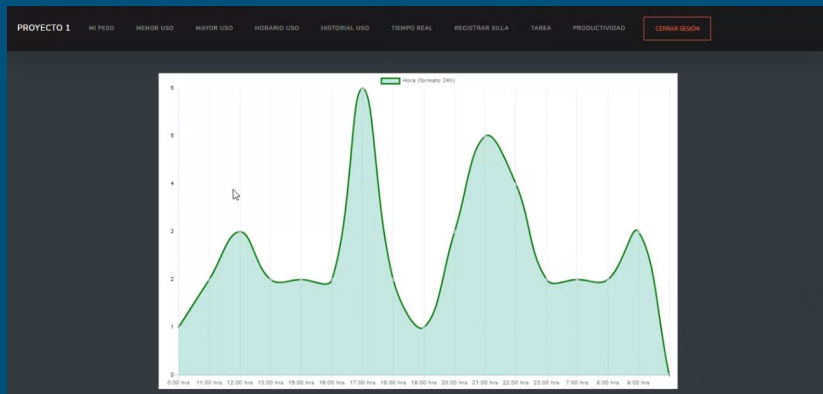 PROYECTO 1 MI PESO MENOR USO MAYOR USO HORARIO USO HISTORIAL USO TIEMPO REAL REGISTRAR SILLA TAREA PRODUCTIVIDAD CERRAR SESIÓN
Hora (formato 24h)
6
5
4
3
2
1
0
0:00 hrs 11:00 hrs 12:00 hrs 13:00 hrs 15:00 hrs 16:00 hrs 17:00 hrs 18:00 hrs 19:00 hrs 20:00 hrs 21:00 hrs 22:00 hrs 23:00 hrs 7:00 hrs 8:00 hrs 9:00 hrs